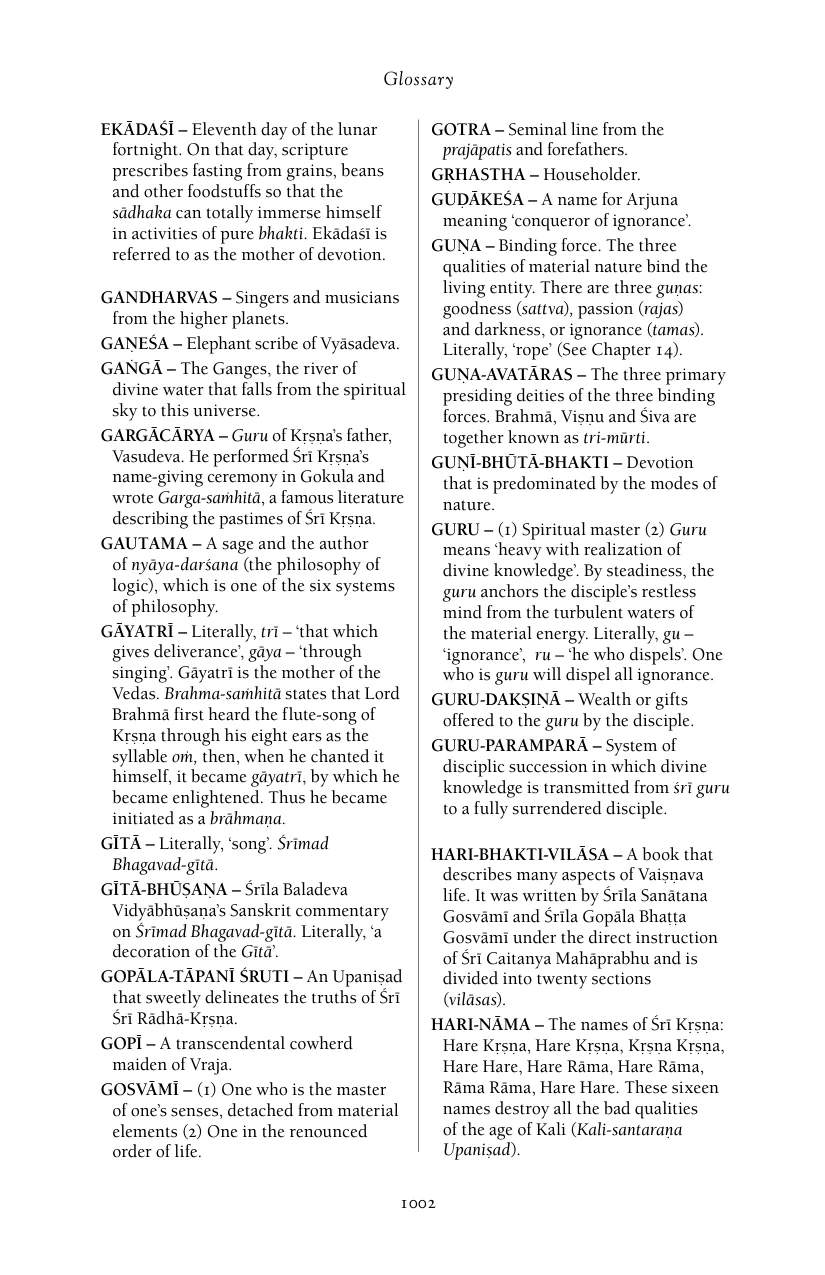 Glossary
EKĀDAŚĪ – Eleventh day of the lunar
fortnight. On that day, scripture
prescribes fasting from grains, beans
and other foodstuffs so that the
sādhaka can totally immerse himself
in activities of pure bhakti. Ekādaśī is
referred to as the mother of devotion.
GANDHARVAS – Singers and musicians
from the higher planets.
GAṆEŚA – Elephant scribe of Vyāsadeva.
GAṄGĀ – The Ganges, the river of
divine water that falls from the spiritual
sky to this universe.
GARGĀCĀRYA – Guru of Kṛṣṇa's father,
Vasudeva. He performed Śrī Kṛṣṇa's
name-giving ceremony in Gokula and
wrote Garga-saṁhitā, a famous literature
describing the pastimes of Śrī Kṛṣṇa.
GAUTAMA – A sage and the author
of nyāya-darśana (the philosophy of
logic), which is one of the six systems
of philosophy.
GĀYATRĪ – Literally, trī – 'that which
gives deliverance', gāya – 'through
singing'. Gāyatrī is the mother of the
Vedas. Brahma-saṁhitā states that Lord
Brahmā first heard the flute-song of
Kṛṣṇa through his eight ears as the
syllable oṁ, then, when he chanted it
himself, it became gāyatrī, by which he
became enlightened. Thus he became
initiated as a brāhmaṇa.
GĪTĀ – Literally, 'song'. Śrīmad
Bhagavad-gītā.
GĪTĀ-BHŪṢAṆA – Śrīla Baladeva
Vidyābhūṣaṇa's Sanskrit commentary
on Śrīmad Bhagavad-gītā. Literally, 'a
decoration of the Gītā'.
GOPĀLA-TĀPANĪ ŚRUTI – An Upaniṣad
that sweetly delineates the truths of Śrī
Śrī Rādhā-Kṛṣṇa.
GOPĪ – A transcendental cowherd
maiden of Vraja.
GOSVĀMĪ – (1) One who is the master
of one's senses, detached from material
elements (2) One in the renounced
order of life.
GOTRA – Seminal line from the
prajāpatis and forefathers.
GṚHASTHA – Householder.
GUḌĀKEŚA – A name for Arjuna
meaning 'conqueror of ignorance'.
GUṆA – Binding force. The three
qualities of material nature bind the
living entity. There are three guṇas:
goodness (sattva), passion (rajas)
and darkness, or ignorance (tamas).
Literally, 'rope' (See Chapter 14).
GUṆA-AVATĀRAS – The three primary
presiding deities of the three binding
forces. Brahmā, Viṣṇu and Śiva are
together known as tri-mūrti.
GUṆĪ-BHŪTĀ-BHAKTI – Devotion
that is predominated by the modes of
nature.
GURU – (1) Spiritual master (2) Guru
means 'heavy with realization of
divine knowledge'. By steadiness, the
guru anchors the disciple's restless
mind from the turbulent waters of
the material energy. Literally, gu –
'ignorance', ru – 'he who dispels'. One
who is guru will dispel all ignorance.
GURU-DAKṢIṆĀ – Wealth or gifts
offered to the guru by the disciple.
GURU-PARAMPARĀ – System of
disciplic succession in which divine
knowledge is transmitted from śrī guru
to a fully surrendered disciple.
HARI-BHAKTI-VILĀSA – A book that
describes many aspects of Vaiṣṇava
life. It was written by Śrīla Sanātana
Gosvāmī and Śrīla Gopāla Bhaṭṭa
Gosvāmī under the direct instruction
of Śrī Caitanya Mahāprabhu and is
divided into twenty sections
(vilāsas).
HARI-NĀMA – The names of Śrī Kṛṣṇa:
Hare Kṛṣṇa, Hare Kṛṣṇa, Kṛṣṇa Kṛṣṇa,
Hare Hare, Hare Rāma, Hare Rāma,
Rāma Rāma, Hare Hare. These sixeen
names destroy all the bad qualities
of the age of Kali (Kali-santaraṇa
Upaniṣad).
1002